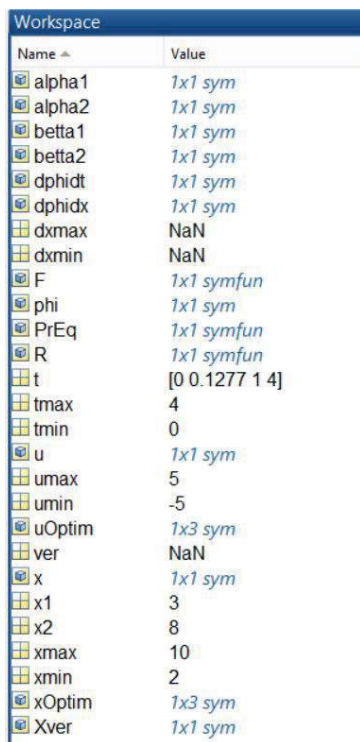 Workspace
Name Value
alpha1 1x1 sym
alpha2 1x1 sym
betta1 1x1 sym
betta2 1x1 sym
dphidt 1x1 sym
dphidx 1x1 sym
dxmax NaN
dxmin NaN
F 1x1 symfun
phi 1x1 sym
PrEq 1x1 symfun
R 1x1 symfun
t [0 0.1277 1 4]
tmax 4
tmin 0
u 1x1 sym
umax 5
umin -5
uOptim 1x3 sym
ver NaN
x 1x1 sym
x1 3
x2 8
xmax 10
xmin 2
xOptim 1x3 sym
Xver 1x1 sym